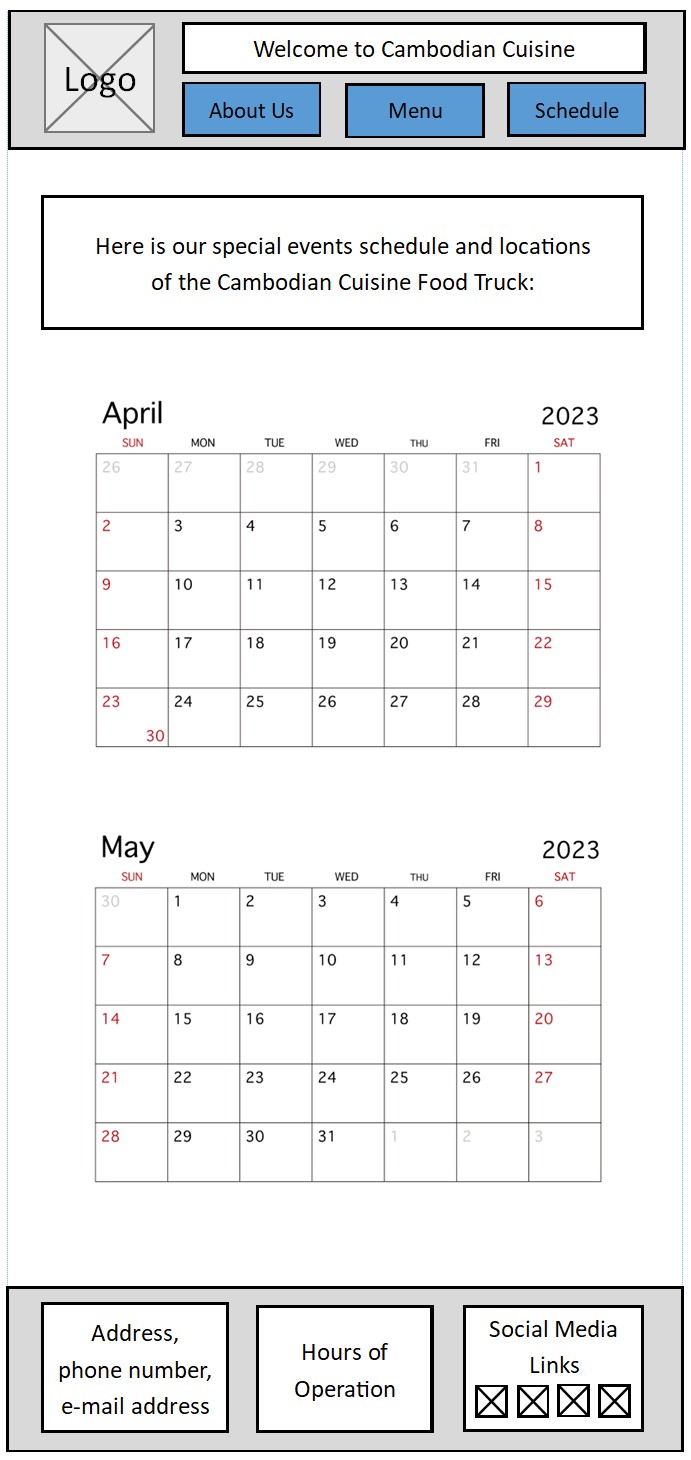 Logo
Welcome to Cambodian Cuisine
About Us
Menu
Schedule
Here is our special events schedule and locations
of the Cambodian Cuisine Food Truck:
April 2023
SUN MON TUE WED THU FRI SAT
26 27 28 29 30 31 1
2 3 4 5 6 7 8
9 10 11 12 13 14 15
16 17 18 19 20 21 22
23 24 25 26 27 28 29
30
May 2023
SUN MON TUE WED THU FRI SAT
30 1 2 3 4 5 6
7 8 9 10 11 12 13
14 15 16 17 18 19 20
21 22 23 24 25 26 27
28 29 30 31 1 2 3
Address,
phone number,
e-mail address
Hours of
Operation
Social Media
Links